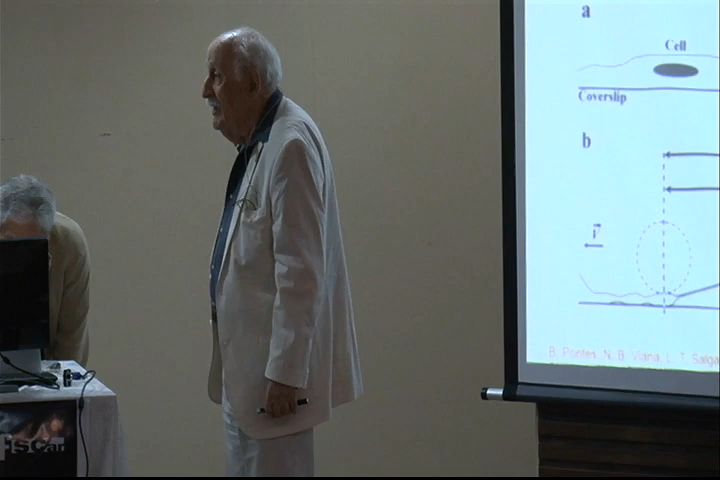 a
Cell
Coverslip
b
B. Pontes, N. B. Viana, L. T. Salga